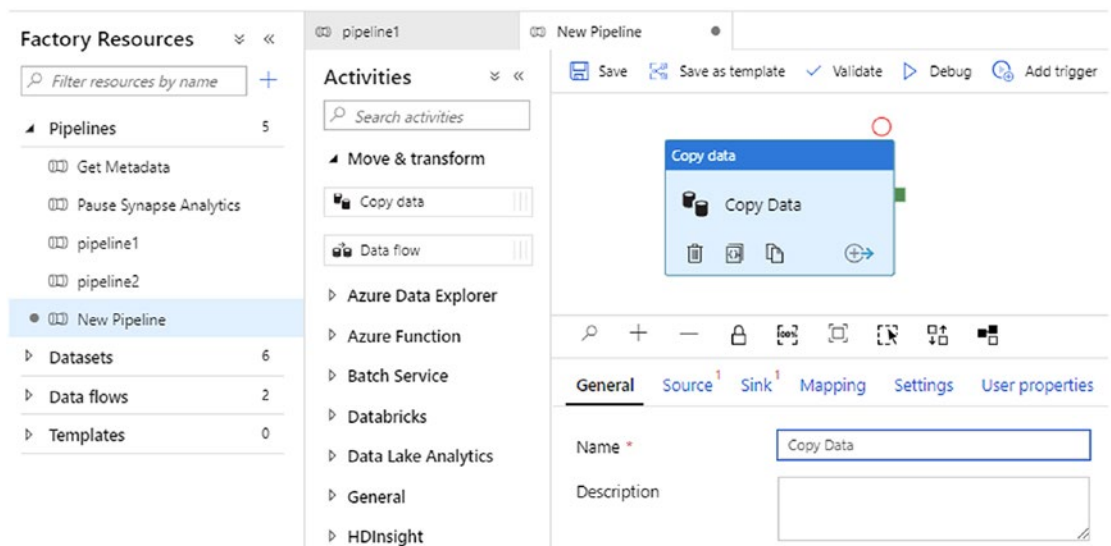 Factory Resources
Filter resources by name
Pipelines 5
Get Metadata
Pause Synapse Analytics
pipeline1
pipeline2
New Pipeline
Datasets 6
Data flows 2
Templates 0
pipeline1
New Pipeline
Activities
Search activities
Move & transform
Copy data
Data flow
Azure Data Explorer
Azure Function
Batch Service
Databricks
Data Lake Analytics
General
HDInsight
Save Save as template Validate Debug Add trigger
Copy data
Copy Data
100%
General Source 1 Sink 1 Mapping Settings User properties
Name * Copy Data
Description